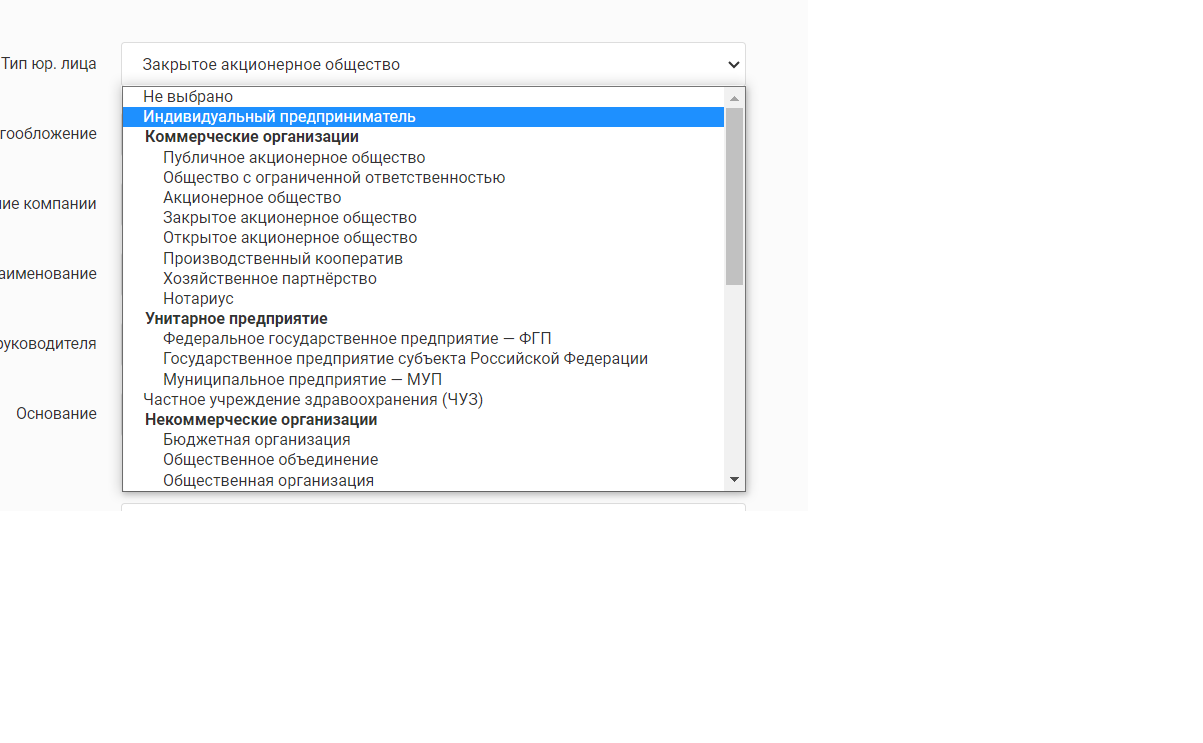 Тип юр. лица
Закрытое акционерное общество
Не выбрано
Индивидуальный предприниматель
Коммерческие организации
Публичное акционерное общество
Общество с ограниченной ответственностью
Акционерное общество
Закрытое акционерное общество
Открытое акционерное общество
Производственный кооператив
Хозяйственное партнёрство
Нотариус
Унитарное предприятие
Федеральное государственное предприятие — ФГП
Государственное предприятие субъекта Российской Федерации
Муниципальное предприятие — МУП
Частное учреждение здравоохранения (ЧУЗ)
Некоммерческие организации
Бюджетная организация
Общественное объединение
Общественная организация
гообложение
ие компании
аименование
руководителя
Основание